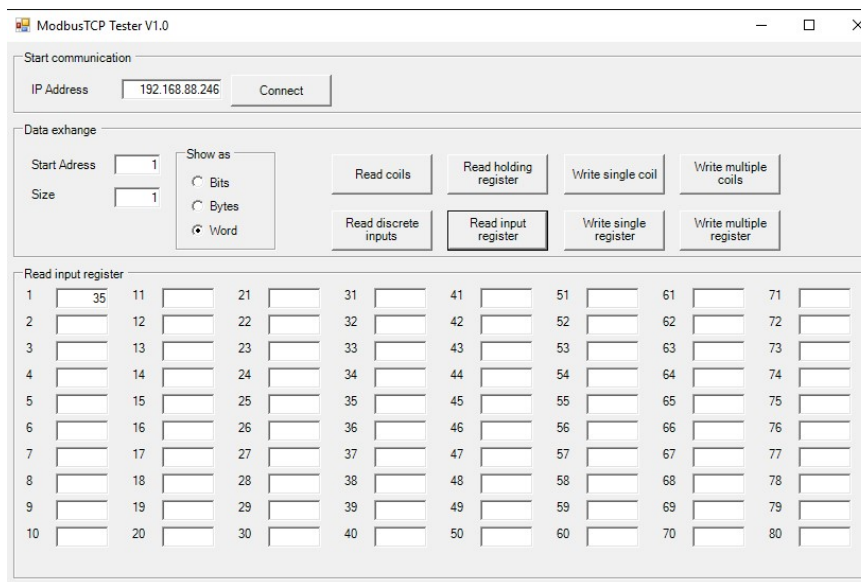 ModbusTCP Tester V1.0
Start communication
IP Address 192.168.88.246 Connect
Data exhange
Start Adress 1
Size 1
Show as
Bits
Bytes
Word
Read coils
Read holding
register
Write single coil
Write multiple
coils
Read discrete
inputs
Read input
register
Write single
register
Write multiple
register
Read input register
1 35 11 21 31 41 51 61 71
2 12 22 32 42 52 62 72
3 13 23 33 43 53 63 73
4 14 24 34 44 54 64 74
5 15 25 35 45 55 65 75
6 16 26 36 46 56 66 76
7 17 27 37 47 57 67 77
8 18 28 38 48 58 68 78
9 19 29 39 49 59 69 79
10 20 30 40 50 60 70 80